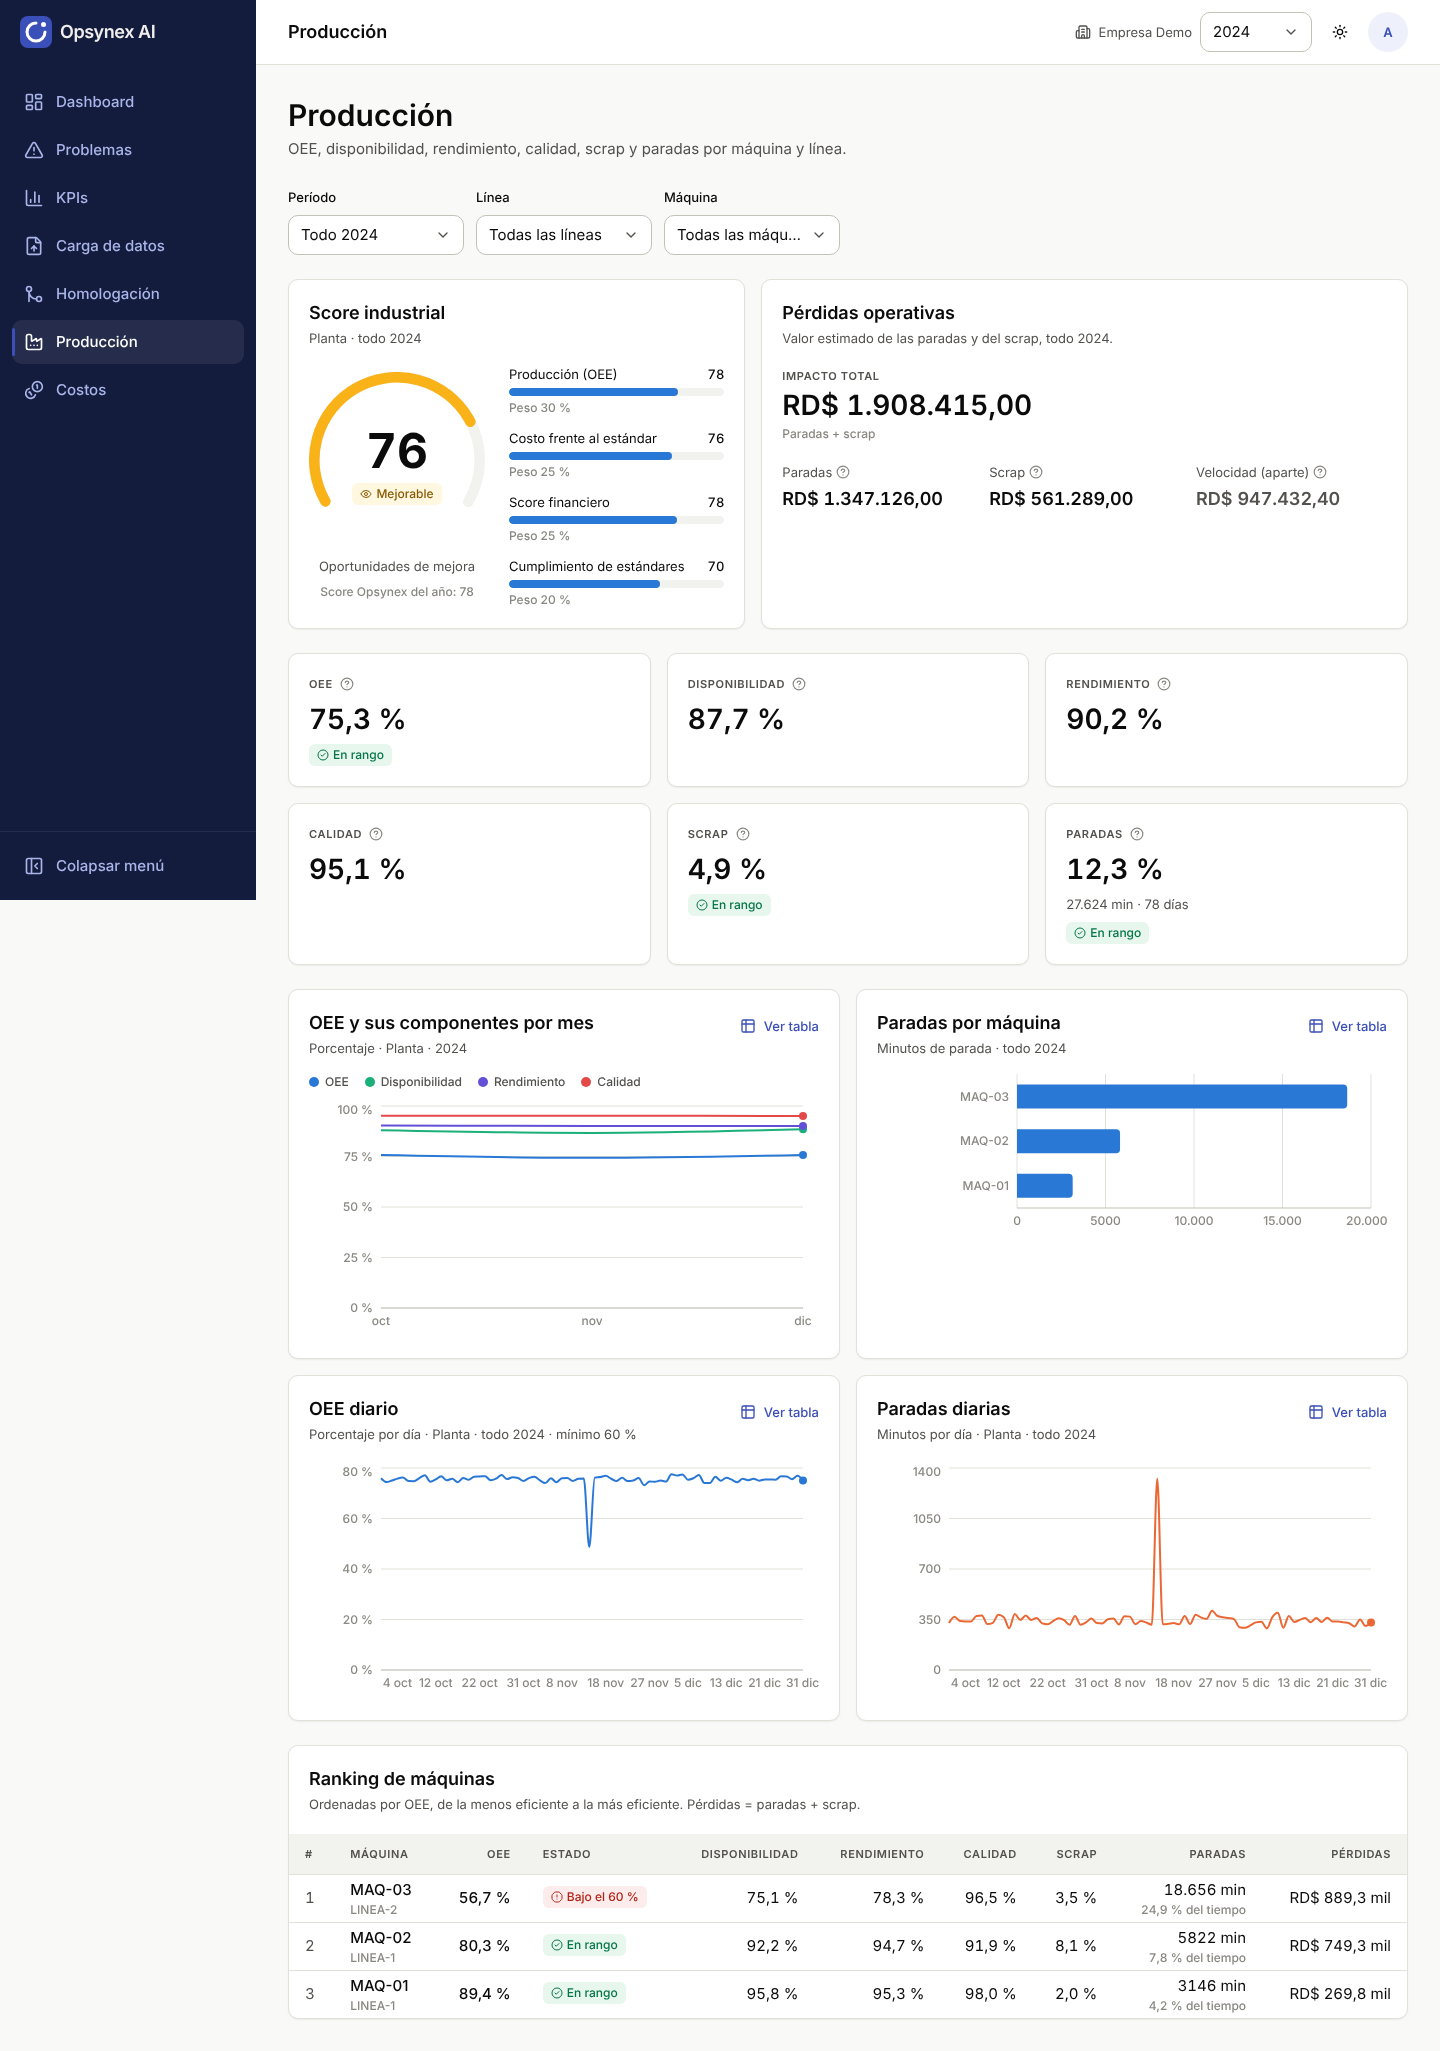 Opsynex AI
Dashboard
Problemas
KPIs
Carga de datos
Homologación
Producción
Costos
Colapsar menú
Producción
Empresa Demo
2024
A
Producción
OEE, disponibilidad, rendimiento, calidad, scrap y paradas por máquina y línea.
Período
Línea
Máquina
Todo 2024
Todas las líneas
Todas las máqu...
Score industrial
Planta · todo 2024
76
Mejorable
Oportunidades de mejora
Score Opsynex del año: 78
Producción (OEE) 78
Peso 30 %
Costo frente al estándar 76
Peso 25 %
Score financiero 78
Peso 25 %
Cumplimiento de estándares 70
Peso 20 %
Pérdidas operativas
Valor estimado de las paradas y del scrap, todo 2024.
IMPACTO TOTAL
RD$ 1.908.415,00
Paradas + scrap
Paradas
RD$ 1.347.126,00
Scrap
RD$ 561.289,00
Velocidad (aparte)
RD$ 947.432,40
OEE
75,3 %
En rango
DISPONIBILIDAD
87,7 %
RENDIMIENTO
90,2 %
CALIDAD
95,1 %
SCRAP
4,9 %
En rango
PARADAS
12,3 %
27.624 min · 78 días
En rango
OEE y sus componentes por mes
Ver tabla
Porcentaje · Planta · 2024
OEE Disponibilidad Rendimiento Calidad
100 %
75 %
50 %
25 %
0 %
oct nov dic
Paradas por máquina
Ver tabla
Minutos de parada · todo 2024
MAQ-03
MAQ-02
MAQ-01
0 5000 10.000 15.000 20.000
OEE diario
Ver tabla
Porcentaje por día · Planta · todo 2024 · mínimo 60 %
80 %
60 %
40 %
20 %
0 %
4 oct 12 oct 22 oct 31 oct 8 nov 18 nov 27 nov 5 dic 13 dic 21 dic 31 dic
Paradas diarias
Ver tabla
Minutos por día · Planta · todo 2024
1400
1050
700
350
0
4 oct 12 oct 22 oct 31 oct 8 nov 18 nov 27 nov 5 dic 13 dic 21 dic 31 dic
Ranking de máquinas
Ordenadas por OEE, de la menos eficiente a la más eficiente. Pérdidas = paradas + scrap.
# MÁQUINA OEE ESTADO DISPONIBILIDAD RENDIMIENTO CALIDAD SCRAP PARADAS PÉRDIDAS
1 MAQ-03 56,7 % Bajo el 60 % 75,1 % 78,3 % 96,5 % 3,5 % 18.656 min RD$ 889,3 mil
LINEA-2 24,9 % del tiempo
2 MAQ-02 80,3 % En rango 92,2 % 94,7 % 91,9 % 8,1 % 5822 min RD$ 749,3 mil
LINEA-1 7,8 % del tiempo
3 MAQ-01 89,4 % En rango 95,8 % 95,3 % 98,0 % 2,0 % 3146 min RD$ 269,8 mil
LINEA-1 4,2 % del tiempo